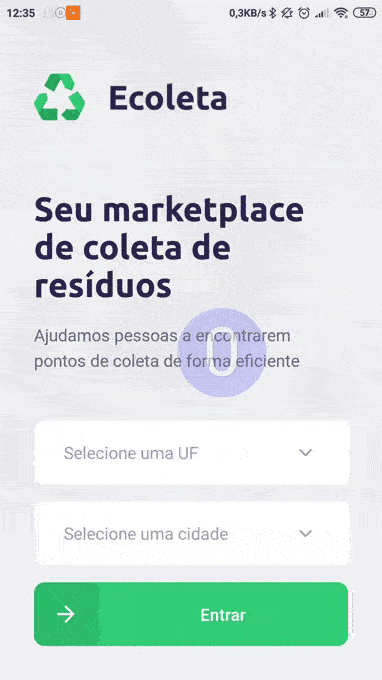 12:35 0,3KB/s 57
Ecoleta
Seu marketplace
de coleta de
resíduos
Ajudamos pessoas a encontrarem
pontos de coleta de forma eficiente
0
Selecione uma UF
Selecione uma cidade
Entrar